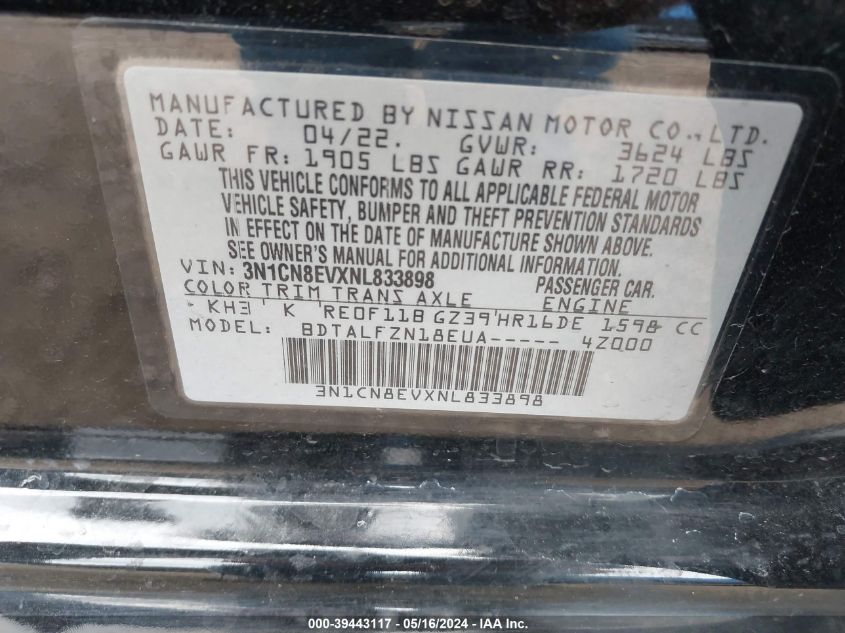 MANUFACTURED BY NISSAN MOTOR CO., LTD.
DATE: 04/22. GVWR: 3624 LBS
GAWR FR: 1905 LBS GAWR RR: 1720 LBS
THIS VEHICLE CONFORMS TO ALL APPLICABLE FEDERAL MOTOR
VEHICLE SAFETY, BUMPER AND THEFT PREVENTION STANDARDS
IN EFFECT ON THE DATE OF MANUFACTURE SHOWN ABOVE.
SEE OWNER'S MANUAL FOR ADDITIONAL INFORMATION.
VIN: 3N1CN8EVXNL833898 PASSENGER CAR.
COLOR TRIM TRANS AXLE ENGINE
KH3 K RE0F11B GZ39 HR16DE 1598 CC
MODEL: BDTALFZN18EUA----- 4Z000
3N1CN8EVXNL833898
000-39443117 - 05/16/2024 - IAAI.com